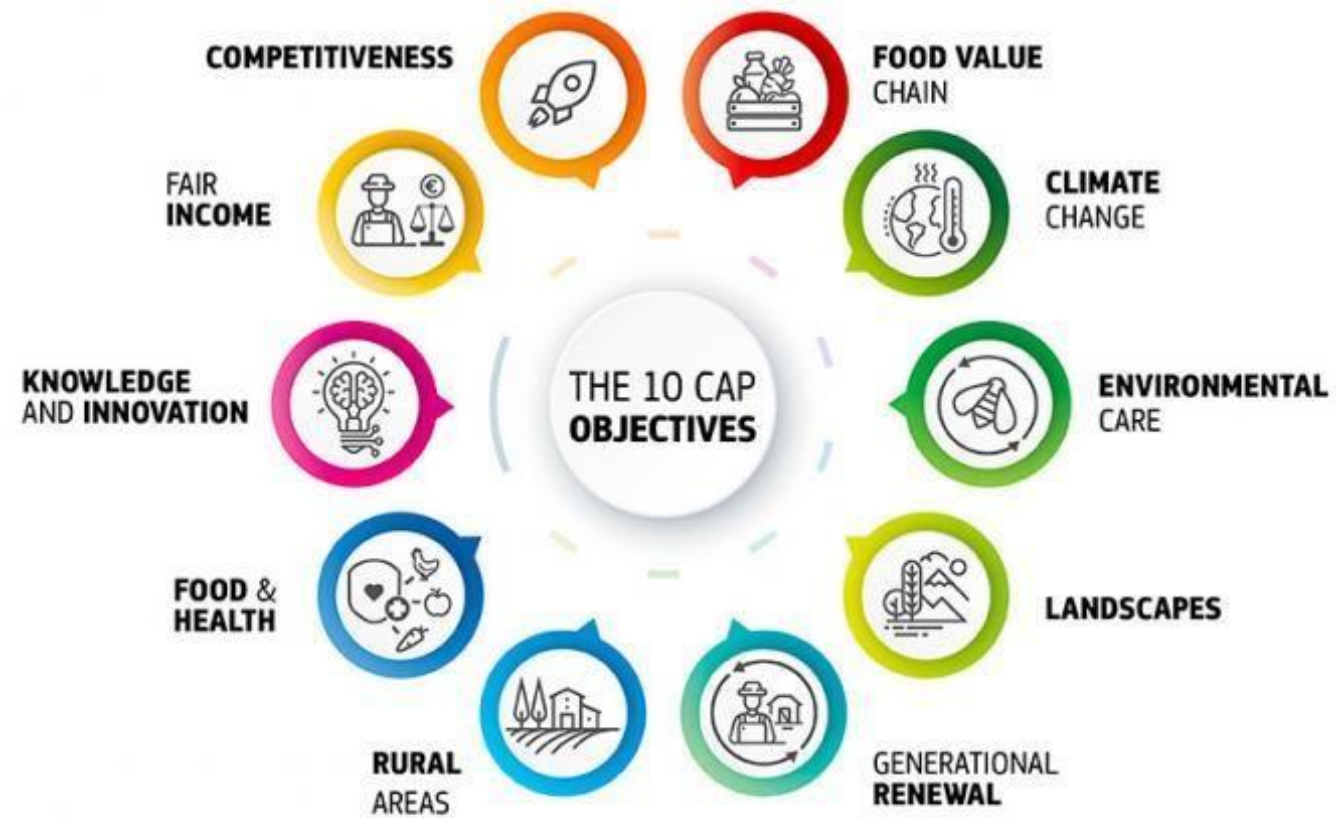 COMPETITIVENESS
FOOD VALUE
CHAIN
FAIR
INCOME
CLIMATE
CHANGE
KNOWLEDGE
AND INNOVATION
THE 10 CAP
OBJECTIVES
ENVIRONMENTAL
CARE
FOOD &
HEALTH
LANDSCAPES
RURAL
AREAS
GENERATIONAL
RENEWAL
€